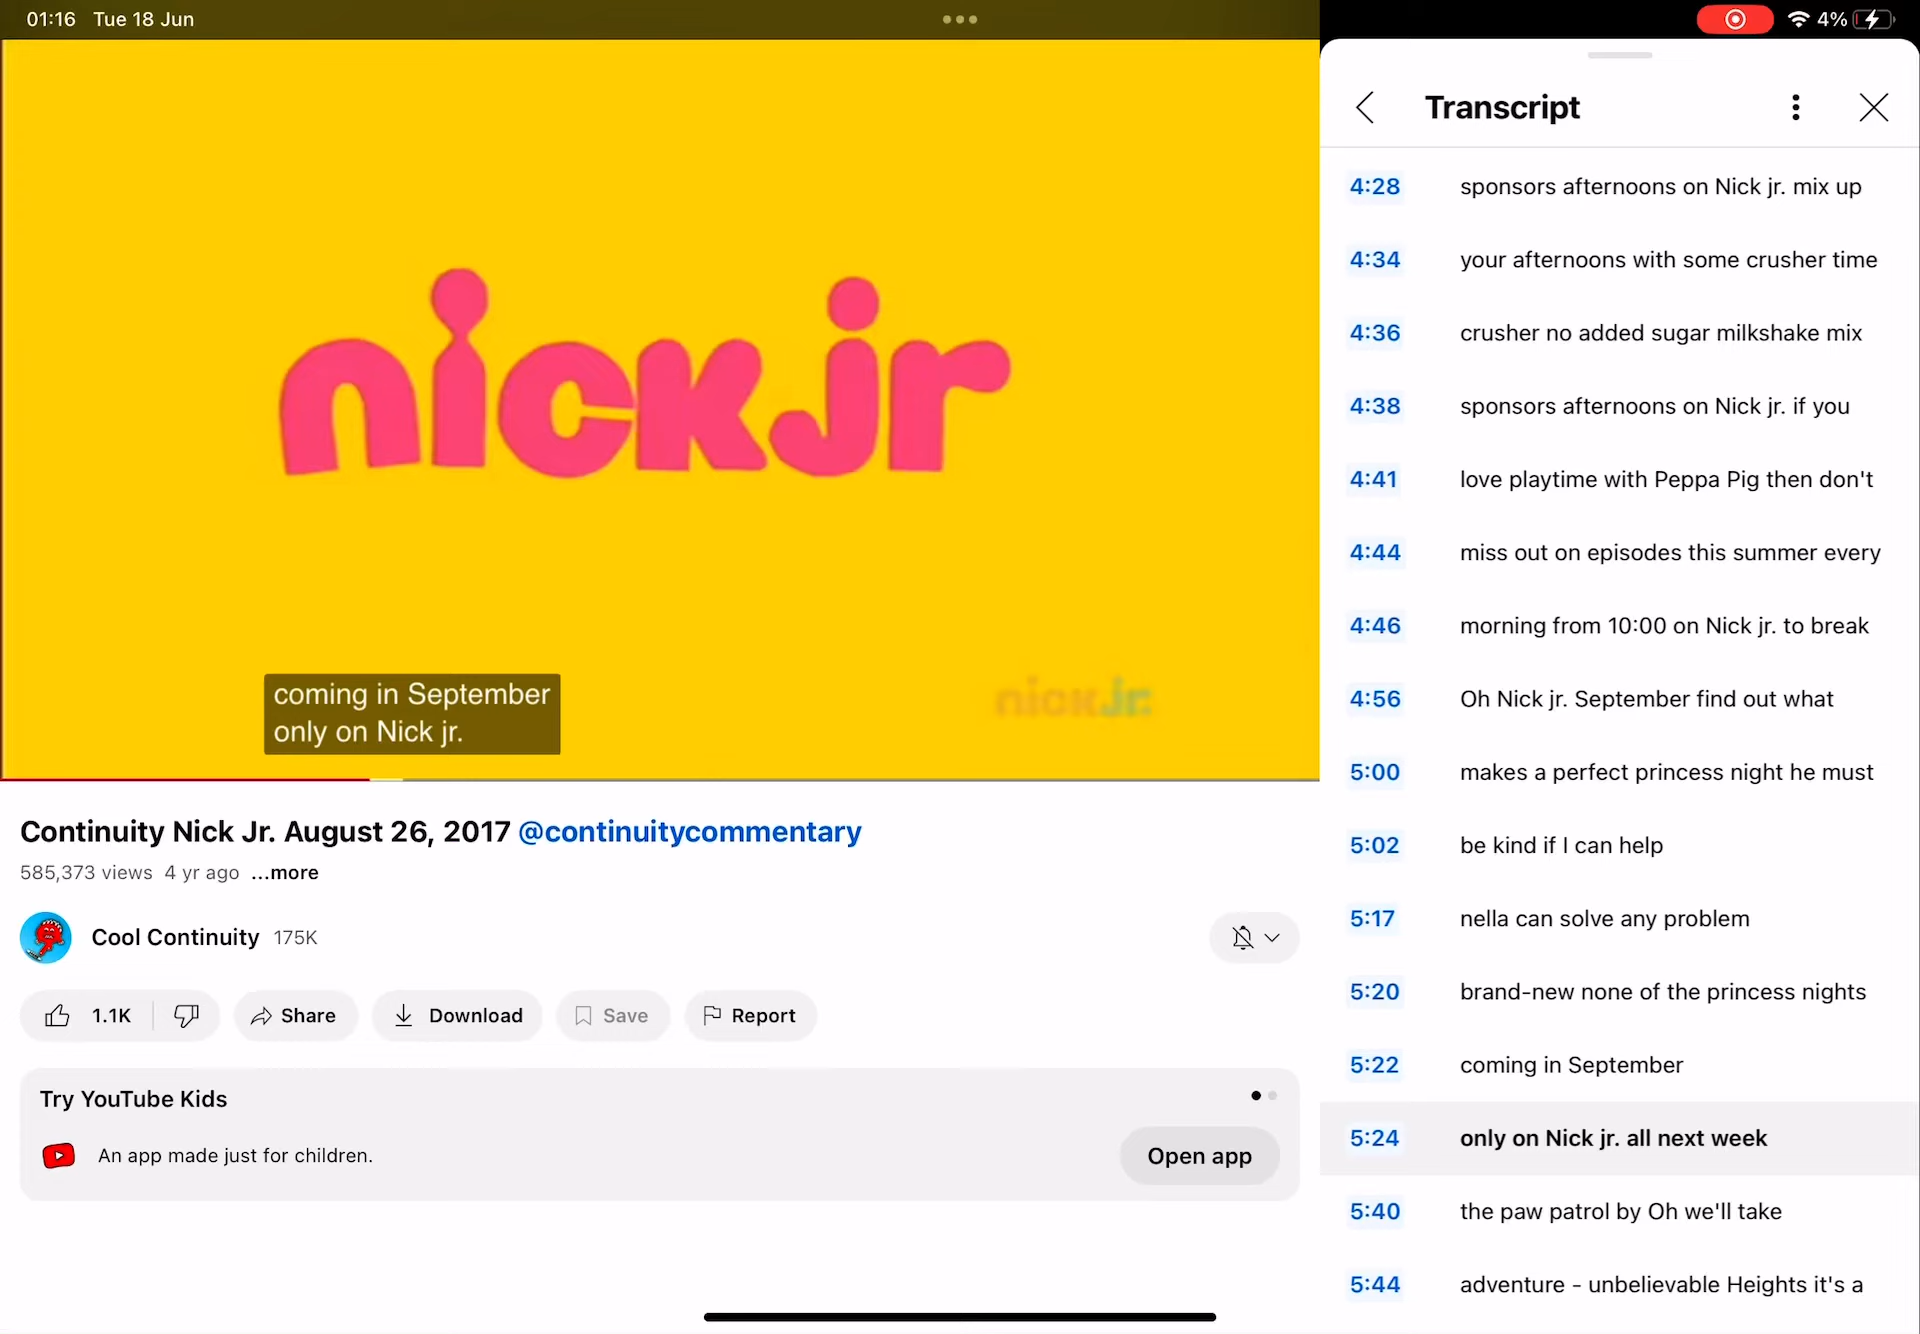 01:16 Tue 18 Jun
4%
nick jr
coming in September
only on Nick jr.
nick jr.
Continuity Nick Jr. August 26, 2017 @continuitycommentary
585,373 views 4 yr ago ...more
Cool Continuity 175K
1.1K Share Download Save Report
Try YouTube Kids
An app made just for children.
Open app
Transcript
4:28 sponsors afternoons on Nick jr. mix up
4:34 your afternoons with some crusher time
4:36 crusher no added sugar milkshake mix
4:38 sponsors afternoons on Nick jr. if you
4:41 love playtime with Peppa Pig then don't
4:44 miss out on episodes this summer every
4:46 morning from 10:00 on Nick jr. to break
4:56 Oh Nick jr. September find out what
5:00 makes a perfect princess night he must
5:02 be kind if I can help
5:17 nella can solve any problem
5:20 brand-new none of the princess nights
5:22 coming in September
5:24 only on Nick jr. all next week
5:40 the paw patrol by Oh we'll take
5:44 adventure - unbelievable Heights it's a